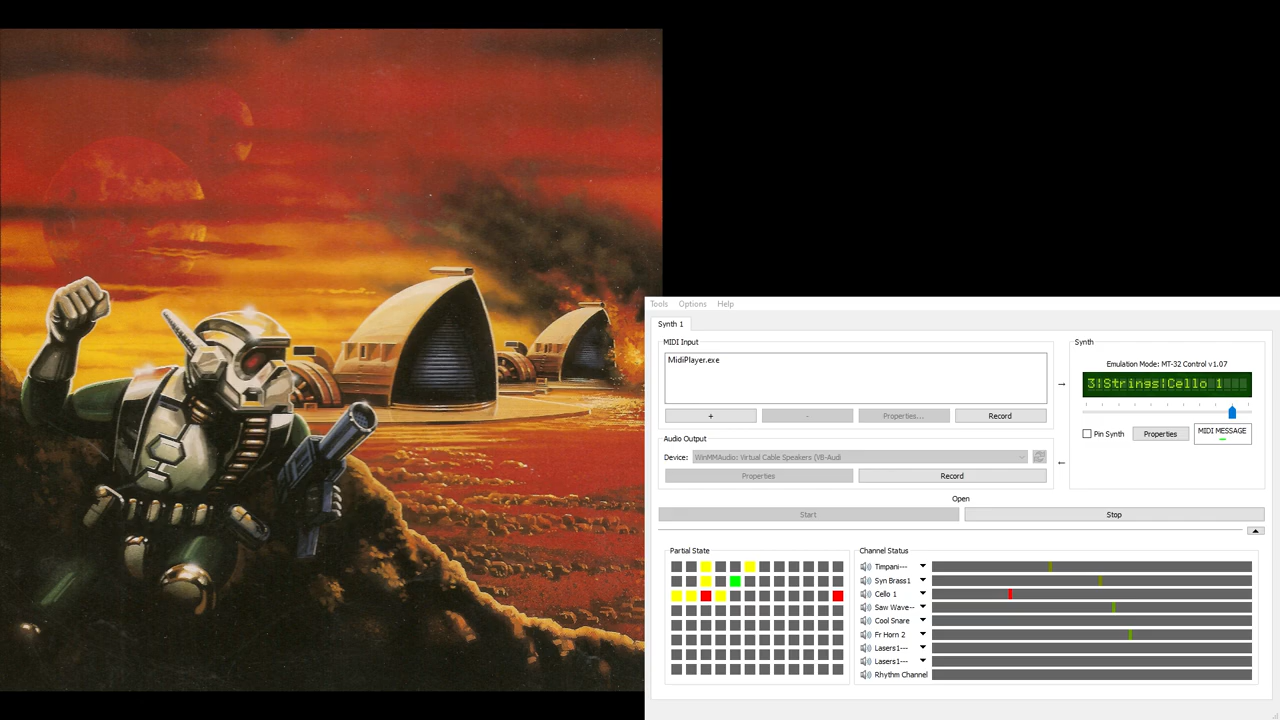 Tools Options Help
Synth 1
MIDI Input
MidiPlayer.exe
+ - Properties... Record
Audio Output
Device: WinMMAudio: Virtual Cable Speakers (VB-Audi
Properties Record
Synth
Emulation Mode: MT-32 Control v1.07
3|Strings|Cello 1
Pin Synth Properties MIDI MESSAGE
Open
Start Stop
Partial State
Channel Status
Timpani---
Syn Brass1
Cello 1
Saw Wave--
Cool Snare
Fr Horn 2
Lasers1---
Lasers1---
Rhythm Channel